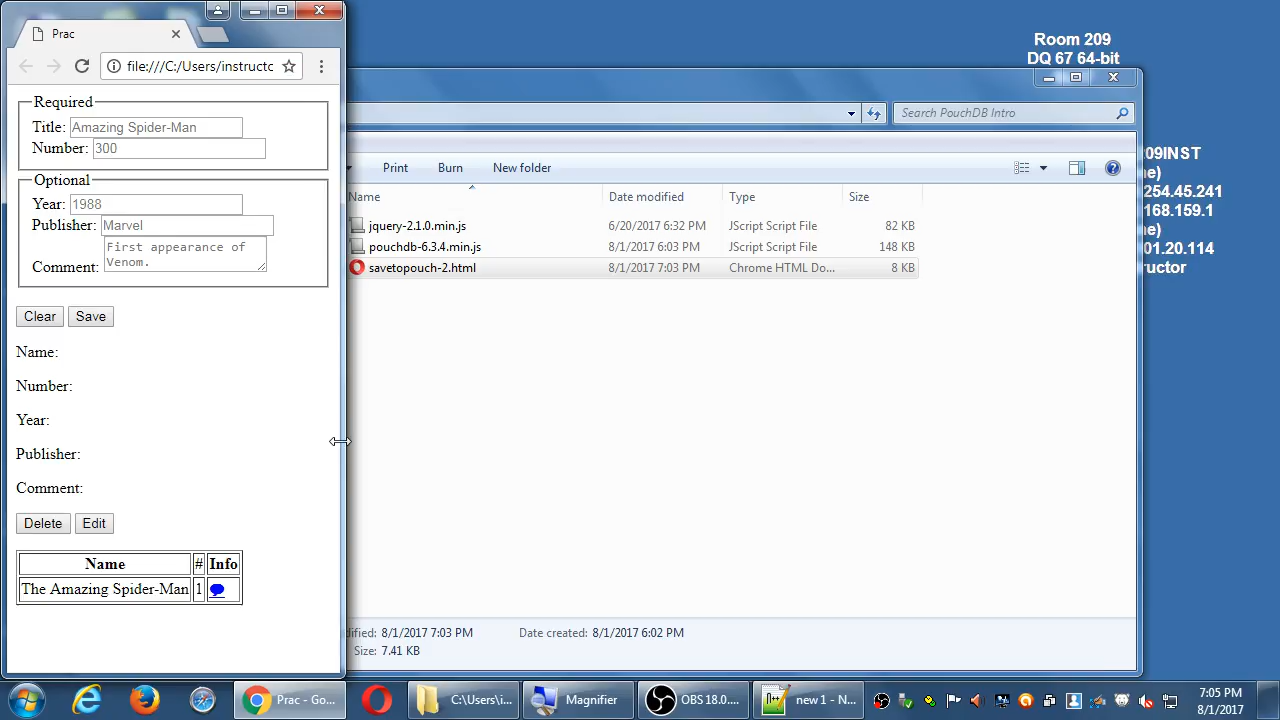 Prac
file:///C:/Users/instructc
Required
Title: Amazing Spider-Man
Number: 300
Optional
Year: 1988
Publisher: Marvel
Comment: First appearance of
Venom.
Clear Save
Name:
Number:
Year:
Publisher:
Comment:
Delete Edit
Name # Info
The Amazing Spider-Man 1
Room 209
DQ 67 64-bit
Search PouchDB Intro
Print Burn New folder
Name Date modified Type Size
jquery-2.1.0.min.js 6/20/2017 6:32 PM JScript Script File 82 KB
pouchdb-6.3.4.min.js 8/1/2017 6:03 PM JScript Script File 148 KB
savetopouch-2.html 8/1/2017 7:03 PM Chrome HTML Do... 8 KB
dified: 8/1/2017 7:03 PM Date created: 8/1/2017 6:02 PM
Size: 7.41 KB
09INST
e)
254.45.241
168.159.1
e)
01.20.114
ructor
Prac - Go...
C:\Users\i...
Magnifier
OBS 18.0....
new 1 - N...
7:05 PM
8/1/2017